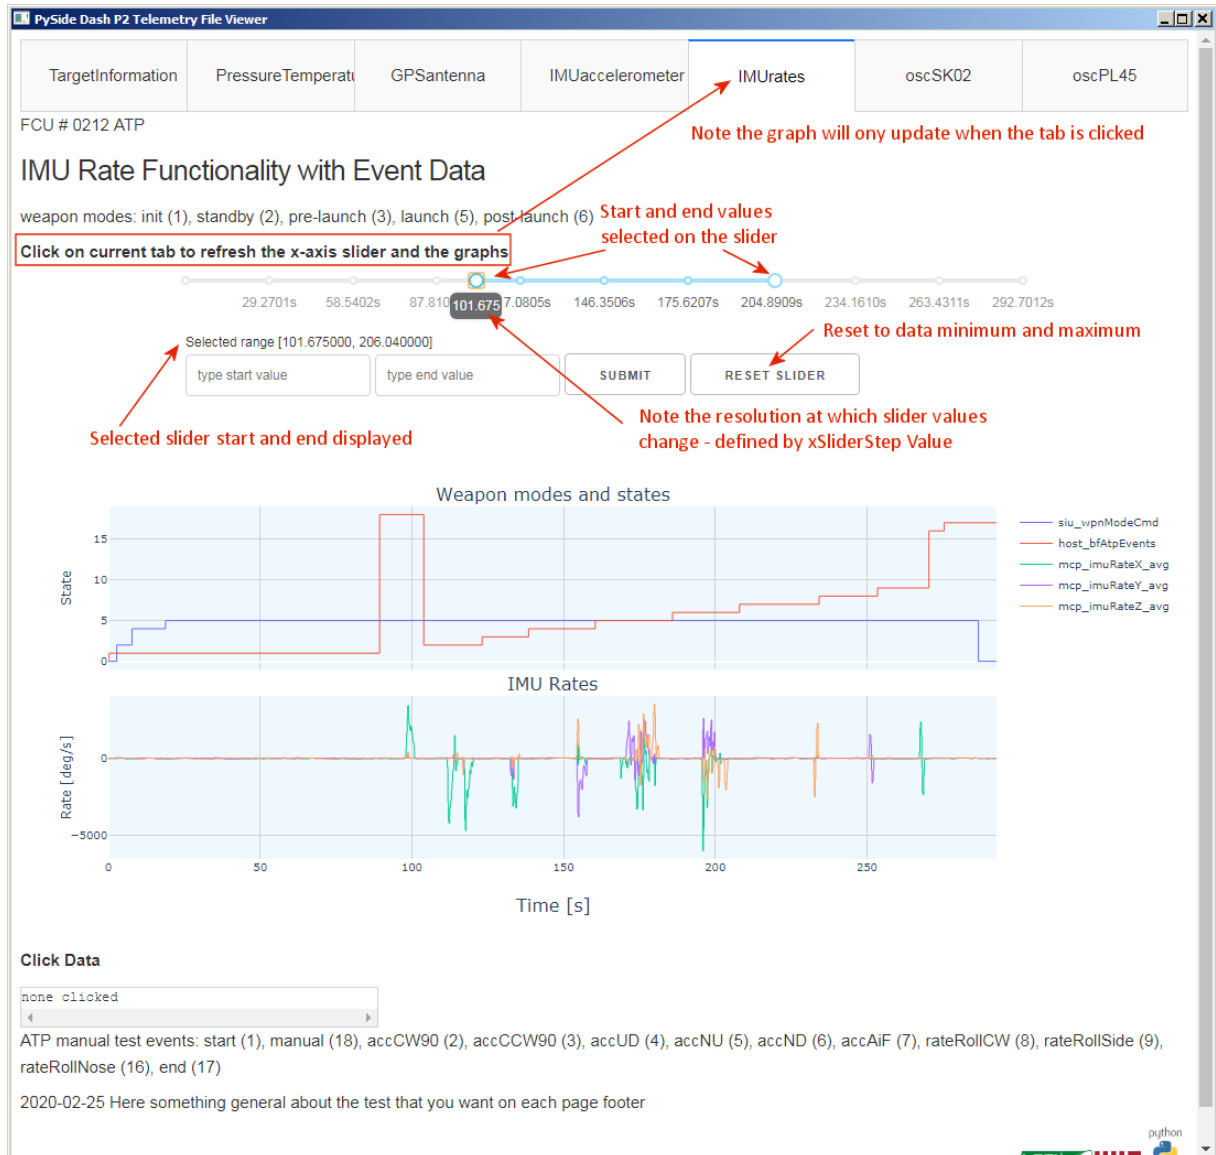 PySide Dash P2 Telemetry File Viewer
TargetInformation PressureTemperatu GPSantenna IMUaccelerometer IMUrates oscSK02 oscPL45
FCU # 0212 ATP
Note the graph will ony update when the tab is clicked
IMU Rate Functionality with Event Data
weapon modes: init (1), standby (2), pre-launch (3), launch (5), post-launch (6)
Start and end values
selected on the slider
Click on current tab to refresh the x-axis slider and the graphs
29.2701s 58.5402s 87.810 101.675 7.0805s 146.3506s 175.6207s 204.8909s 234.1610s 263.4311s 292.7012s
Reset to data minimum and maximum
Selected range [101.675000, 206.040000]
type start value type end value SUBMIT RESET SLIDER
Note the resolution at which slider values
change - defined by xSliderStep Value
Selected slider start and end displayed
Weapon modes and states
siu_wpnModeCmd
host_bfAtpEvents
mcp_imuRateX_avg
mcp_imuRateY_avg
mcp_imuRateZ_avg
State
15
10
5
0
IMU Rates
Rate [deg/s]
0
−5000
0 50 100 150 200 250
Time [s]
Click Data
none clicked
ATP manual test events: start (1), manual (18), accCW90 (2), accCCW90 (3), accUD (4), accNU (5), accND (6), accAiF (7), rateRollCW (8), rateRollSide (9),
rateRollNose (16), end (17)
2020-02-25 Here something general about the test that you want on each page footer
python